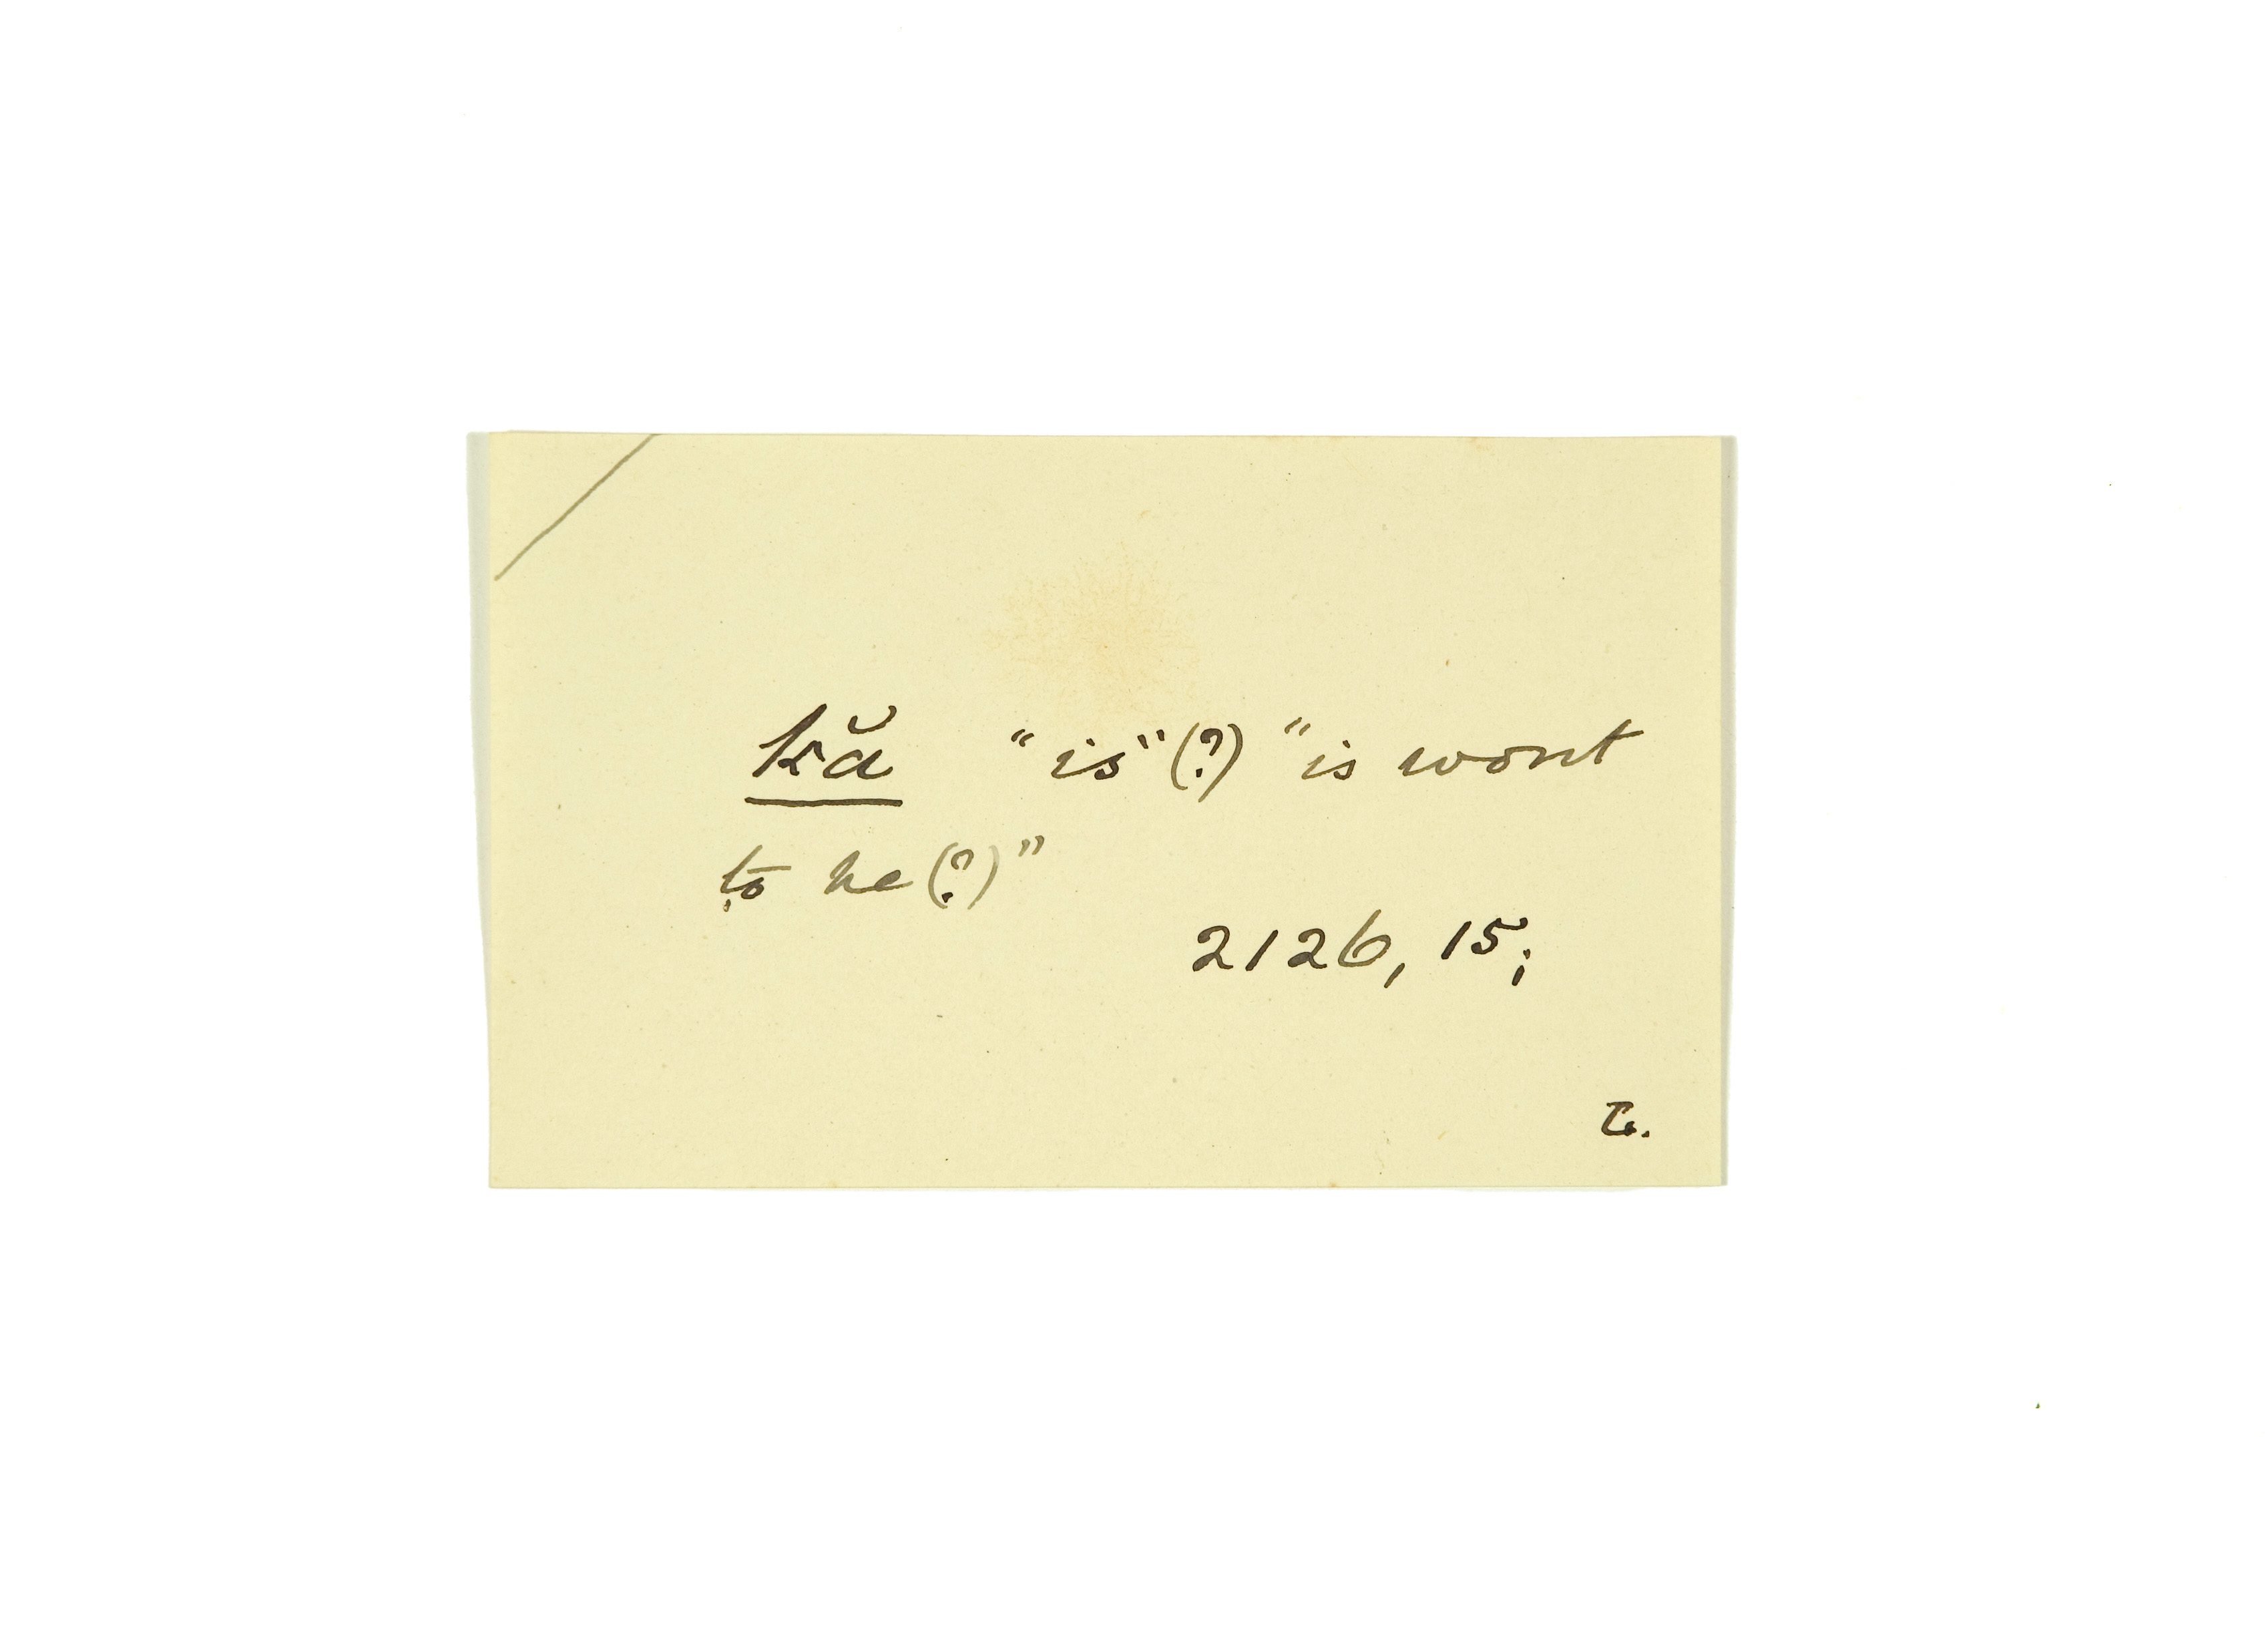 kă “is” (?) “is wont
to be (?)”
2126, 15;